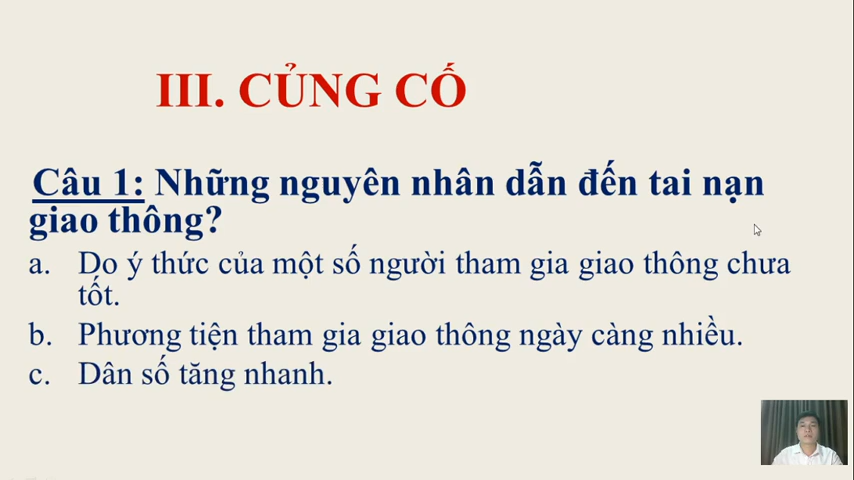 III. CỦNG CỐ
Câu 1: Những nguyên nhân dẫn đến tai nạn
giao thông?
a. Do ý thức của một số người tham gia giao thông chưa
tốt.
b. Phương tiện tham gia giao thông ngày càng nhiều.
c. Dân số tăng nhanh.